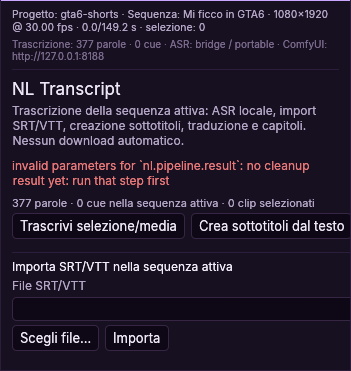 Progetto: gta6-shorts · Sequenza: Mi ficco in GTA6 · 1080×1920
@ 30.00 fps · 0.0/149.2 s · selezione: 0
Trascrizione: 377 parole · 0 cue · ASR: bridge / portable · ComfyUI:
http://127.0.0.1:8188
NL Transcript
Trascrizione della sequenza attiva: ASR locale, import
SRT/VTT, creazione sottotitoli, traduzione e capitoli.
Nessun download automatico.
invalid parameters for `nl.pipeline.result`: no cleanup
result yet: run that step first
377 parole · 0 cue nella sequenza attiva · 0 clip selezionati
Trascrivi selezione/media
Crea sottotitoli dal testo
Importa SRT/VTT nella sequenza attiva
File SRT/VTT
Scegli file...
Importa